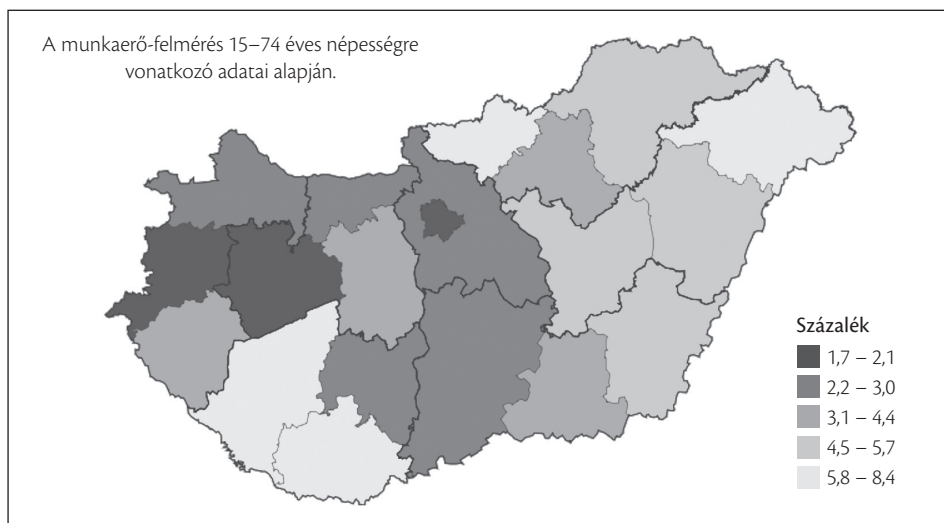 A munkaerő-felmérés 15–74 éves népességre
vonatkozó adatai alapján.
Százalék
1,7 – 2,1
2,2 – 3,0
3,1 – 4,4
4,5 – 5,7
5,8 – 8,4